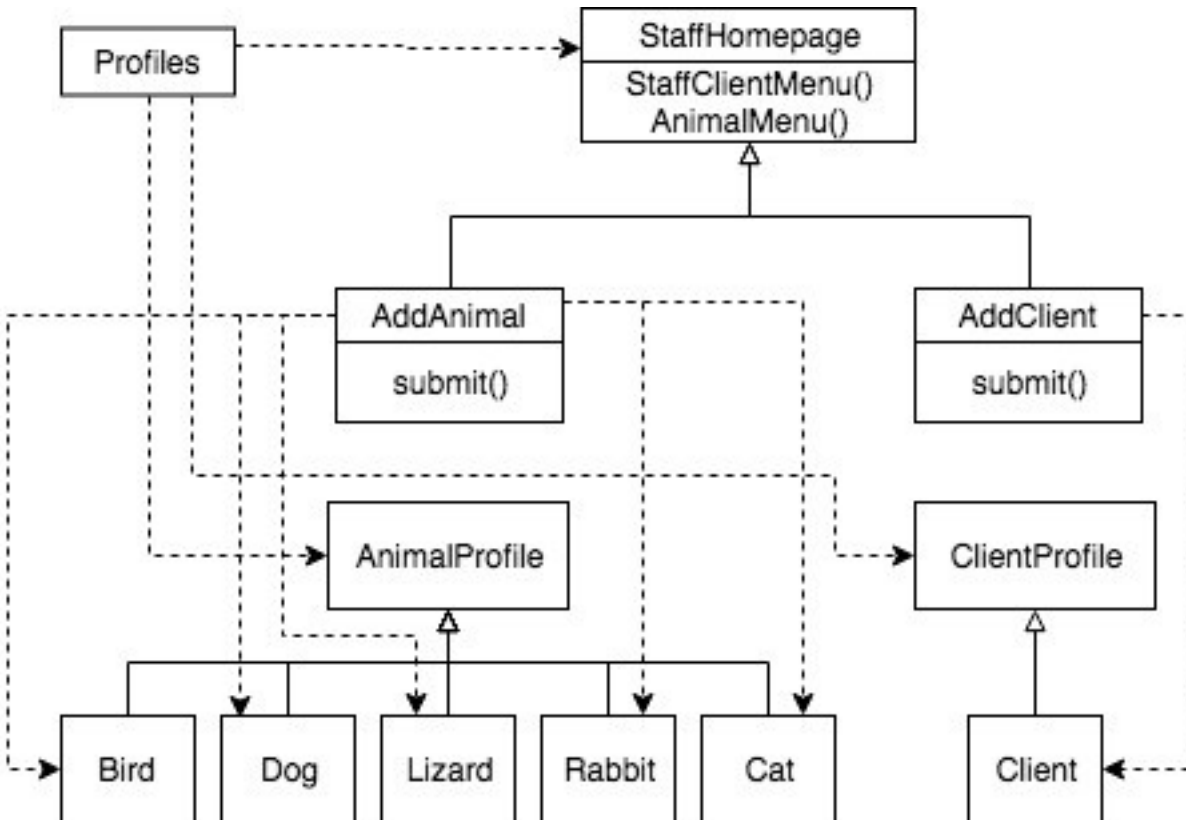 Profiles
StaffHomepage
StaffClientMenu()
AnimalMenu()
AddAnimal
submit()
AddClient
submit()
AnimalProfile
ClientProfile
Bird
Dog
Lizard
Rabbit
Cat
Client